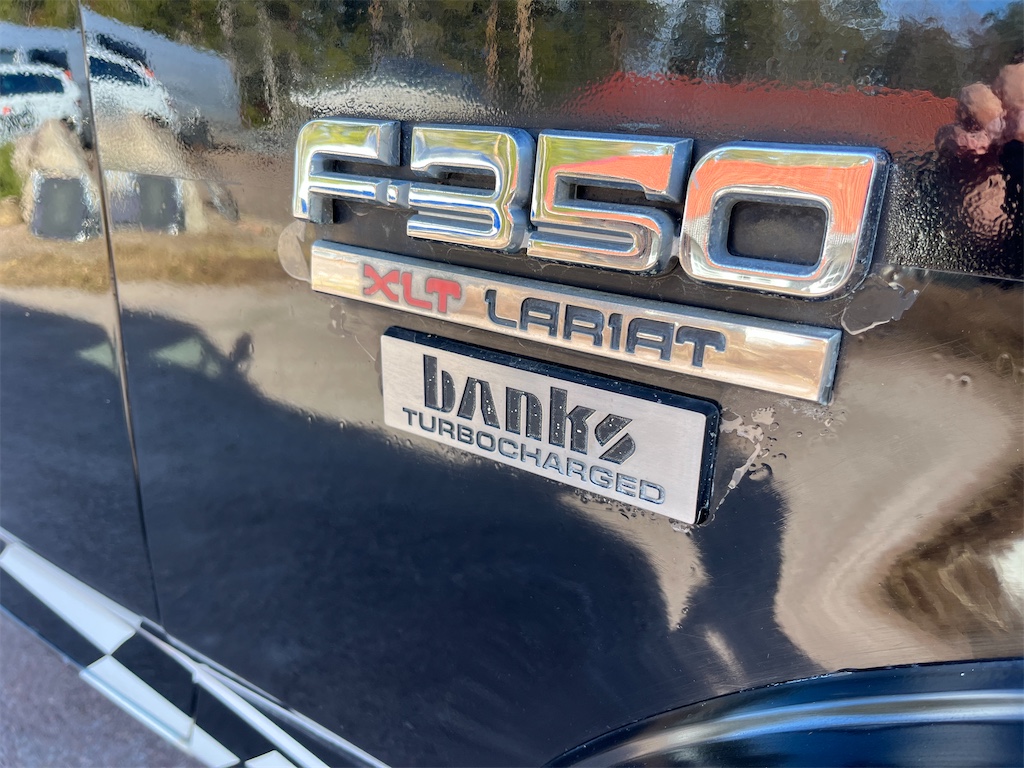 F-350
XLT LARIAT
banks
TURBOCHARGED